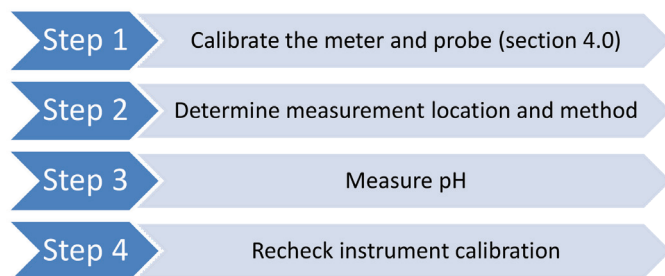 Step 1 Calibrate the meter and probe (section 4.0)
Step 2 Determine measurement location and method
Step 3 Measure pH
Step 4 Recheck instrument calibration